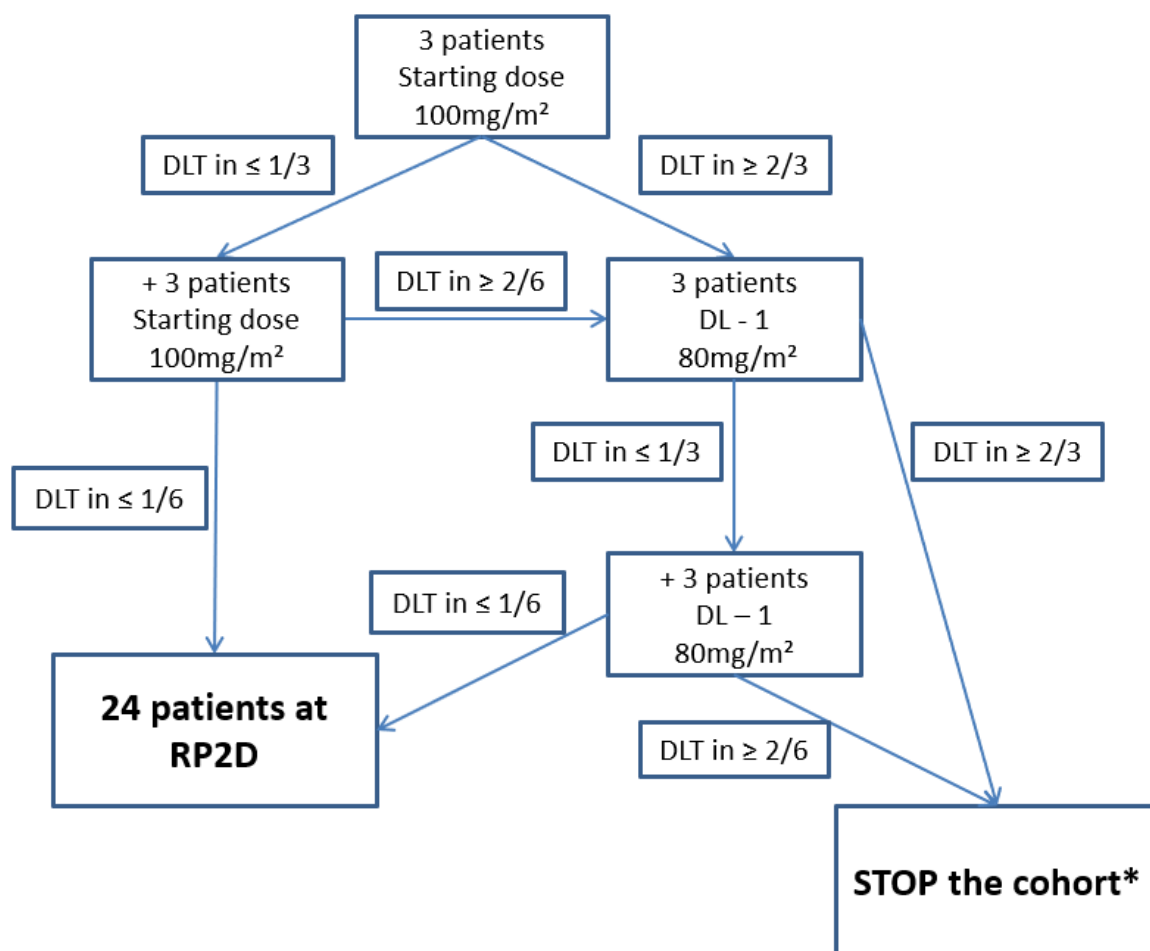 3 patients
Starting dose
100mg/m²
DLT in ≤ 1/3
DLT in ≥ 2/3
+ 3 patients
Starting dose
100mg/m²
DLT in ≥ 2/6
3 patients
DL - 1
80mg/m²
DLT in ≤ 1/6
DLT in ≤ 1/3
DLT in ≥ 2/3
DLT in ≤ 1/6
+ 3 patients
DL – 1
80mg/m²
24 patients at
RP2D
DLT in ≥ 2/6
STOP the cohort*